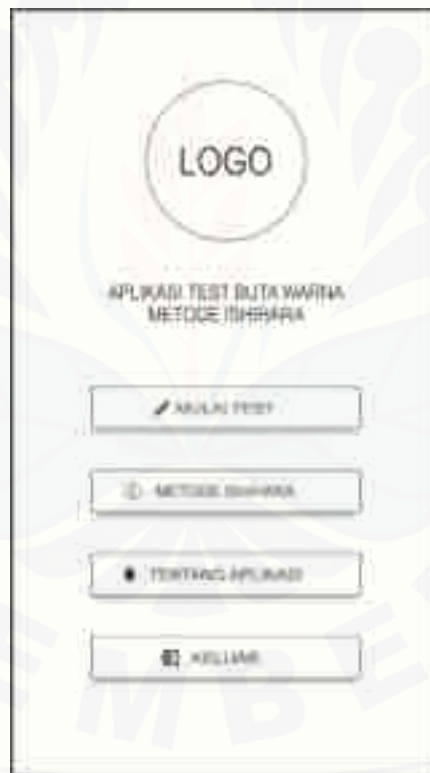 LOGO
APLIKASI TEST BUTA WARNA
METODE ISHIHARA
MULAI TEST
METODE ISHIHARA
TENTANG APLIKASI
KELUAR